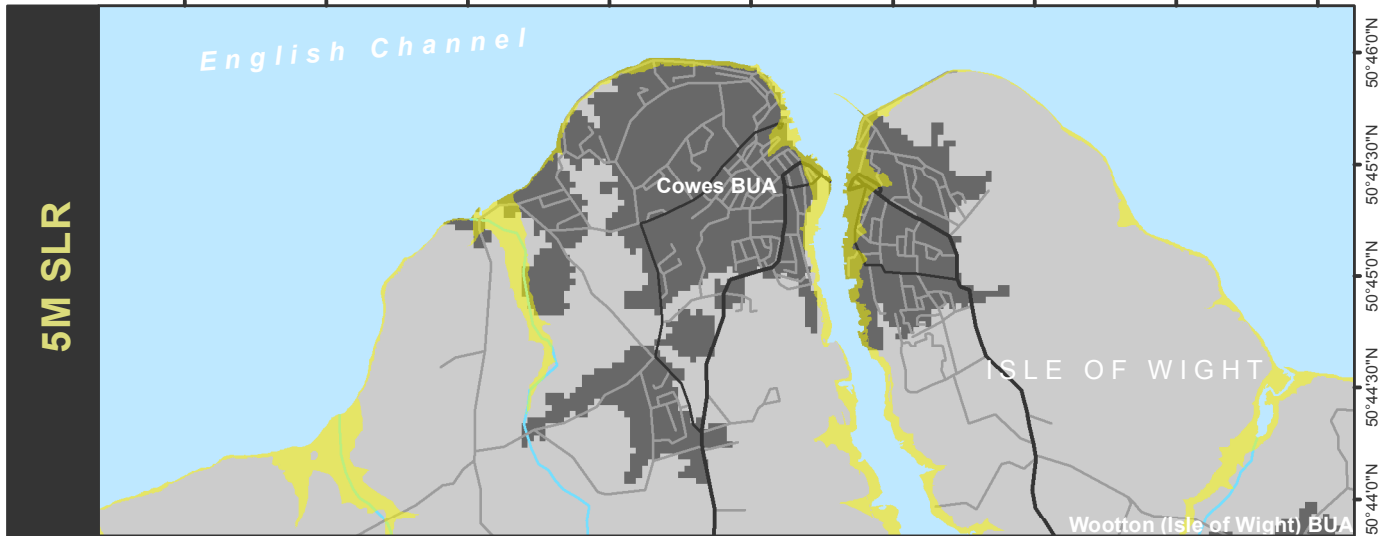 5M SLR
English Channel
Cowes BUA
ISLE OF WIGHT
Wootton (Isle of Wight) BUA
50°46'0"N
50°45'30"N
50°45'0"N
50°44'30"N
50°44'0"N